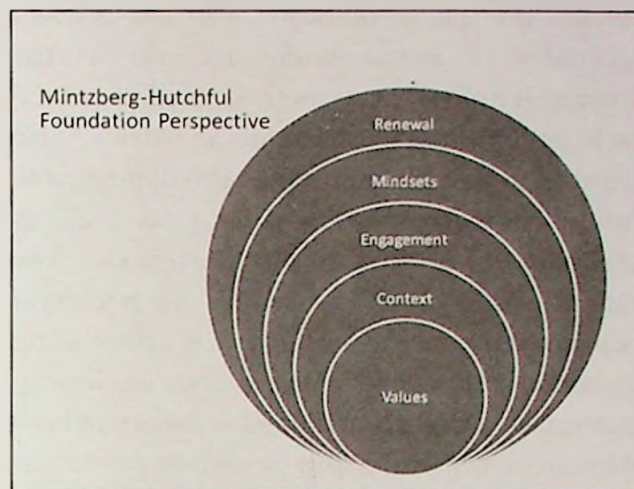 Mintzberg-Hutchful
Foundation Perspective
Renewal
Mindsets
Engagement
Context
Values